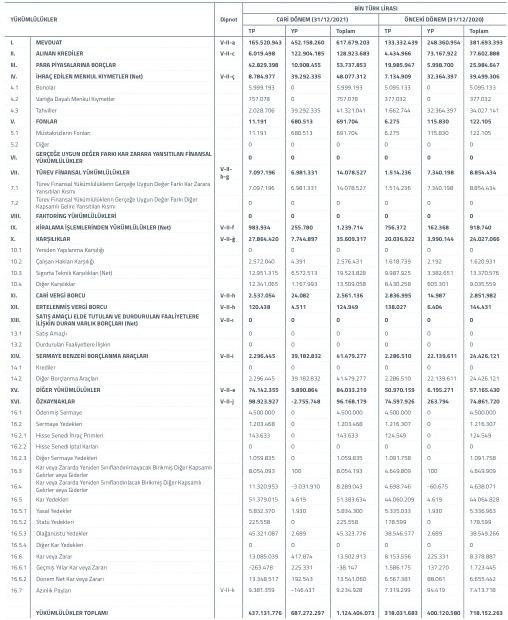 BİN TÜRK LİRASI
YÜKÜMLÜLÜKLER Dipnot CARİ DÖNEM (31/12/2021) ÖNCEKİ DÖNEM (31/12/2020)
TP YP Toplam TP YP Toplam
I. MEVDUAT V-II-a 165.520.943 452.158.260 617.679.203 133.332.439 248.360.954 381.693.393
II. ALINAN KREDİLER V-II-c 6.019.498 122.904.185 128.923.683 4.434.966 73.167.922 77.602.888
III. PARA PİYASALARINA BORÇLAR 42.829.398 10.908.455 53.737.853 19.985.947 5.998.700 25.984.647
IV. İHRAÇ EDİLEN MENKUL KIYMETLER (Net) V-II-ç 8.784.977 39.292.335 48.077.312 7.134.909 32.364.397 39.499.306
4.1 Bonolar 5.999.193 0 5.999.193 5.095.133 0 5.095.133
4.2 Varlığa Dayalı Menkul Kıymetler 757.078 0 757.078 377.032 0 377.032
4.3 Tahviller 2.028.706 39.292.335 41.321.041 1.662.744 32.364.397 34.027.141
V. FONLAR 11.191 680.513 691.704 6.275 115.830 122.105
5.1 Müstakrizlerin Fonları 11.191 680.513 691.704 6.275 115.830 122.105
5.2 Diğer 0 0 0 0 0 0
VI. GERÇEĞE UYGUN DEĞER FARKI KAR ZARARA YANSITILAN FİNANSAL YÜKÜMLÜLÜKLER 0 0 0 0 0 0
VII. TÜREV FİNANSAL YÜKÜMLÜLÜKLER V-II-b-g 7.097.196 6.981.331 14.078.527 1.514.236 7.340.198 8.854.434
7.1 Türev Finansal Yükümlülüklerin Gerçeğe Uygun Değer Farkı Kar Zarara Yansıtılan Kısmı 7.097.196 6.981.331 14.078.527 1.514.236 7.340.198 8.854.434
7.2 Türev Finansal Yükümlülüklerin Gerçeğe Uygun Değer Farkı Diğer Kapsamlı Gelire Yansıtılan Kısmı 0 0 0 0 0 0
VIII. FAKTORİNG YÜKÜMLÜLÜKLERİ 0 0 0 0 0 0
IX. KİRALAMA İŞLEMLERİNDEN YÜKÜMLÜLÜKLER (Net) V-II-f 983.934 255.780 1.239.714 756.372 162.368 918.740
X. KARŞILIKLAR V-II-ğ 27.864.420 7.744.897 35.609.317 20.036.922 3.990.144 24.027.066
10.1 Yeniden Yapılanma Karşılığı 0 0 0 0 0 0
10.2 Çalışan Hakları Karşılığı 2.572.040 4.391 2.576.431 1.618.739 2.192 1.620.931
10.3 Sigorta Teknik Karşılıkları (Net) 12.951.315 6.572.513 19.523.828 9.987.925 3.382.651 13.370.576
10.4 Diğer Karşılıklar 12.341.065 1.167.993 13.509.058 8.430.258 605.301 9.035.559
XI. CARİ VERGİ BORCU V-II-h 2.537.054 24.082 2.561.136 2.836.995 14.987 2.851.982
XII. ERTELENMİŞ VERGİ BORCU V-II-h 120.438 4.511 124.949 138.027 6.404 144.431
XIII. SATIŞ AMAÇLI ELDE TUTULAN VE DURDURULAN FAALİYETLERE İLİŞKİN DURAN VARLIK BORÇLARI (Net) V-II-ı 0 0 0 0 0 0
13.1 Satış Amaçlı 0 0 0 0 0 0
13.2 Durdurulan Faaliyetlere İlişkin 0 0 0 0 0 0
XIV. SERMAYE BENZERİ BORÇLANMA ARAÇLARI V-II-i 2.296.445 39.182.832 41.479.277 2.286.510 22.139.611 24.426.121
14.1 Krediler 0 0 0 0 0 0
14.2 Diğer Borçlanma Araçları 2.296.445 39.182.832 41.479.277 2.286.510 22.139.611 24.426.121
XV. DİĞER YÜKÜMLÜLÜKLER V-II-e 74.142.355 9.890.864 84.033.219 50.970.159 6.195.271 57.165.430
XVI. ÖZKAYNAKLAR V-II-j 98.923.927 -2.755.748 96.168.179 74.597.926 263.794 74.861.720
16.1 Ödenmiş Sermaye 4.500.000 0 4.500.000 4.500.000 0 4.500.000
16.2 Sermaye Yedekleri 1.203.468 0 1.203.468 1.216.307 0 1.216.307
16.2.1 Hisse Senedi İhraç Primleri 143.633 0 143.633 124.549 0 124.549
16.2.2 Hisse Senedi İptal Karları 0 0 0 0 0 0
16.2.3 Diğer Sermaye Yedekleri 1.059.835 0 1.059.835 1.091.758 0 1.091.758
16.3 Kar veya Zararda Yeniden Sınıflandırılmayacak Birikmiş Diğer Kapsamlı Gelirler veya Giderler 8.054.093 100 8.054.193 4.649.809 100 4.649.909
16.4 Kar veya Zararda Yeniden Sınıflandırılacak Birikmiş Diğer Kapsamlı Gelirler veya Giderler 11.320.953 -3.031.910 8.289.043 4.698.746 -60.675 4.638.071
16.5 Kar Yedekleri 51.379.015 4.619 51.383.634 44.060.209 4.619 44.064.828
16.5.1 Yasal Yedekler 5.832.370 1.930 5.834.300 5.335.033 1.930 5.336.963
16.5.2 Statü Yedekleri 225.558 0 225.558 178.599 0 178.599
16.5.3 Olağanüstü Yedekler 45.321.087 2.689 45.323.776 38.546.577 2.689 38.549.266
16.5.4 Diğer Kar Yedekleri 0 0 0 0 0 0
16.6 Kar veya Zarar 13.085.039 417.874 13.502.913 8.153.556 225.331 8.378.887
16.6.1 Geçmiş Yıllar Kar veya Zararı -263.478 225.331 -38.147 1.586.175 137.270 1.723.445
16.6.2 Dönem Net Kar veya Zararı 13.348.517 192.543 13.541.060 6.567.381 88.061 6.655.442
16.7 Azınlık Payları V-II-k 9.381.359 -146.431 9.234.928 7.319.299 94.419 7.413.718
YÜKÜMLÜLÜKLER TOPLAMI 437.131.776 687.272.297 1.124.404.073 318.031.683 400.120.580 718.152.263